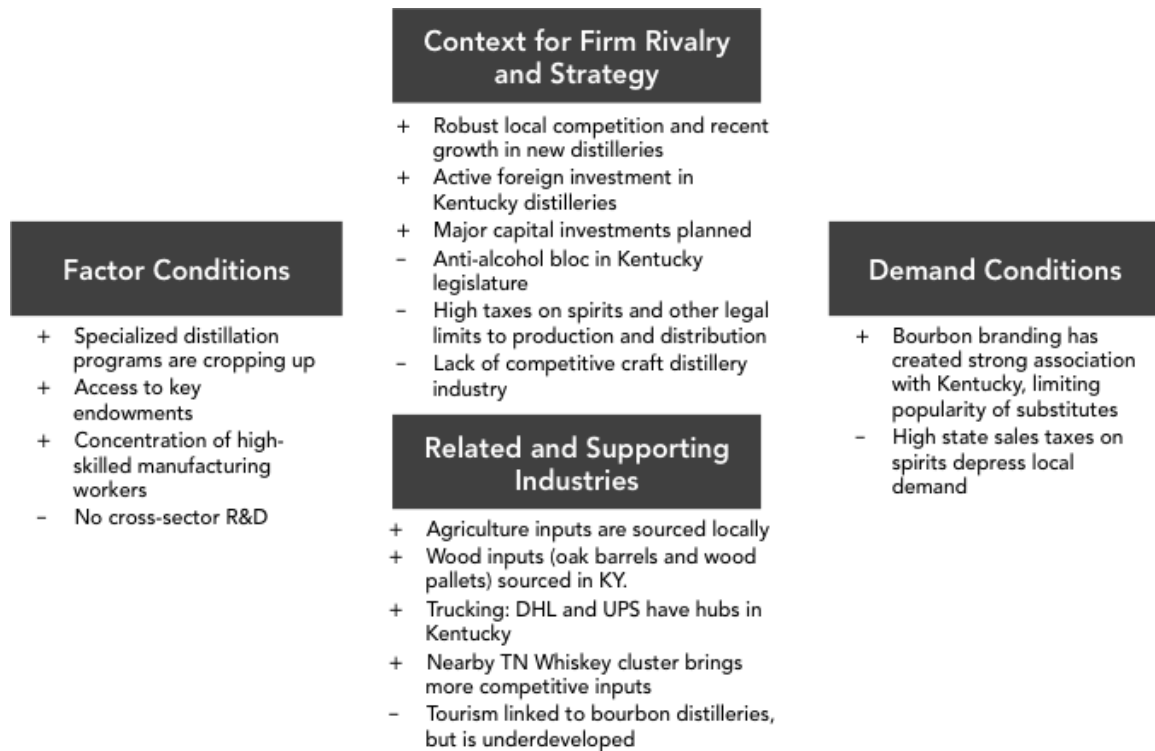 Context for Firm Rivalry
and Strategy
+ Robust local competition and recent
growth in new distilleries
+ Active foreign investment in
Kentucky distilleries
+ Major capital investments planned
– Anti-alcohol bloc in Kentucky
legislature
– High taxes on spirits and other legal
limits to production and distribution
– Lack of competitive craft distillery
industry
Factor Conditions
+ Specialized distillation
programs are cropping up
+ Access to key
endowments
+ Concentration of high-
skilled manufacturing
workers
– No cross-sector R&D
Demand Conditions
+ Bourbon branding has
created strong association
with Kentucky, limiting
popularity of substitutes
– High state sales taxes on
spirits depress local
demand
Related and Supporting
Industries
+ Agriculture inputs are sourced locally
+ Wood inputs (oak barrels and wood
pallets) sourced in KY.
+ Trucking: DHL and UPS have hubs in
Kentucky
+ Nearby TN Whiskey cluster brings
more competitive inputs
– Tourism linked to bourbon distilleries,
but is underdeveloped